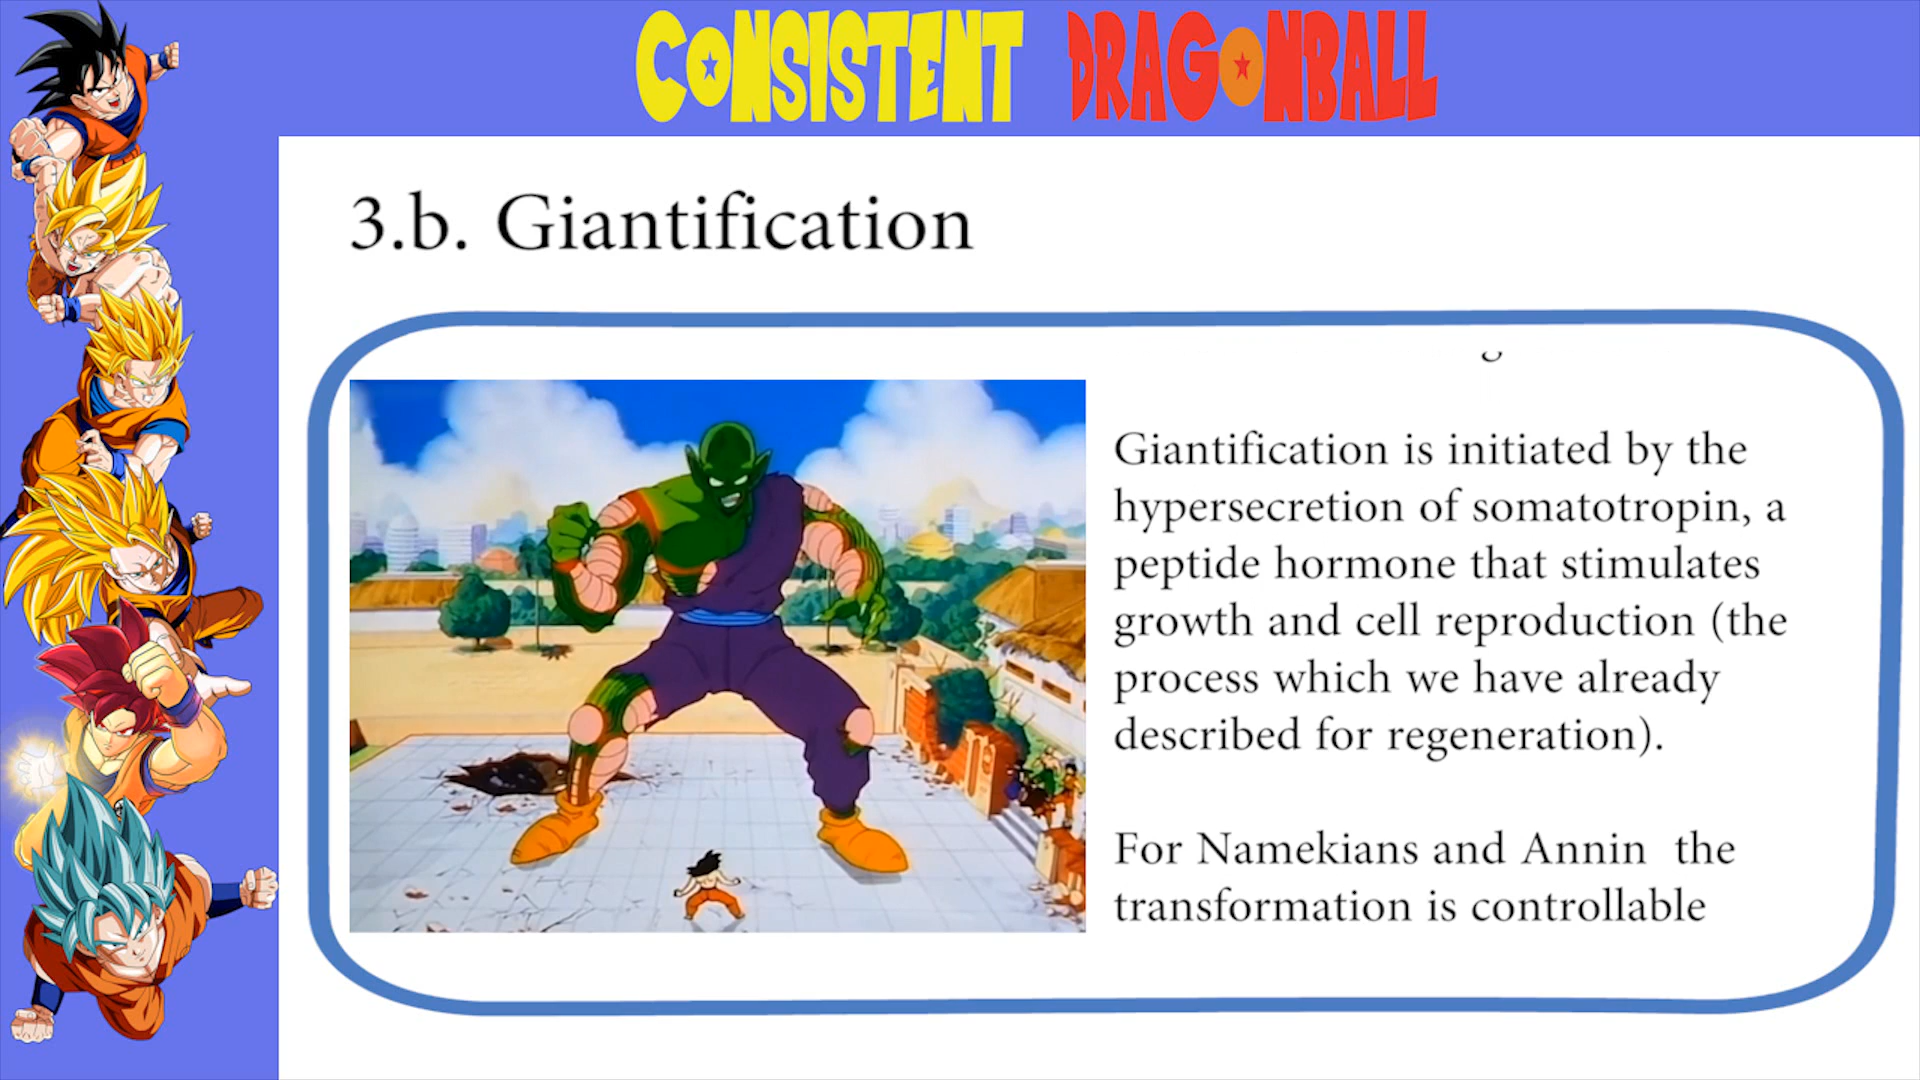 CONSISTENT DRAGONBALL
3.b. Giantification
Giantification is initiated by the
hypersecretion of somatotropin, a
peptide hormone that stimulates
growth and cell reproduction (the
process which we have already
described for regeneration).
For Namekians and Annin the
transformation is controllable